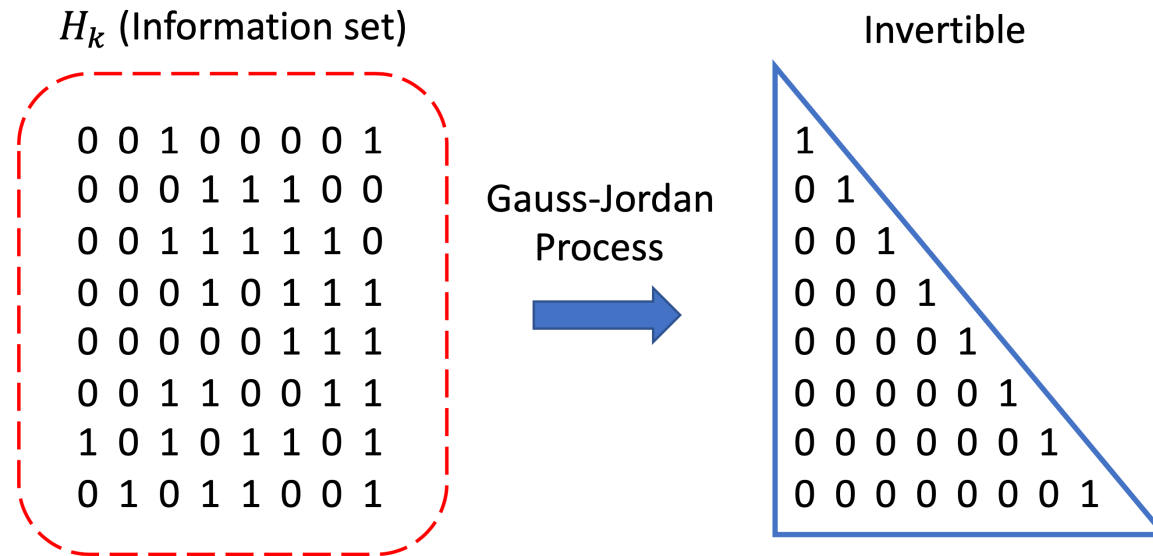 H_k (Information set)
0 0 1 0 0 0 0 1
0 0 0 1 1 1 0 0
0 0 1 1 1 1 1 0
0 0 0 1 0 1 1 1
0 0 0 0 0 1 1 1
0 0 1 1 0 0 1 1
1 0 1 0 1 1 0 1
0 1 0 1 1 0 0 1
Gauss-Jordan
Process
Invertible
1
0 1
0 0 1
0 0 0 1
0 0 0 0 1
0 0 0 0 0 1
0 0 0 0 0 0 1
0 0 0 0 0 0 0 1